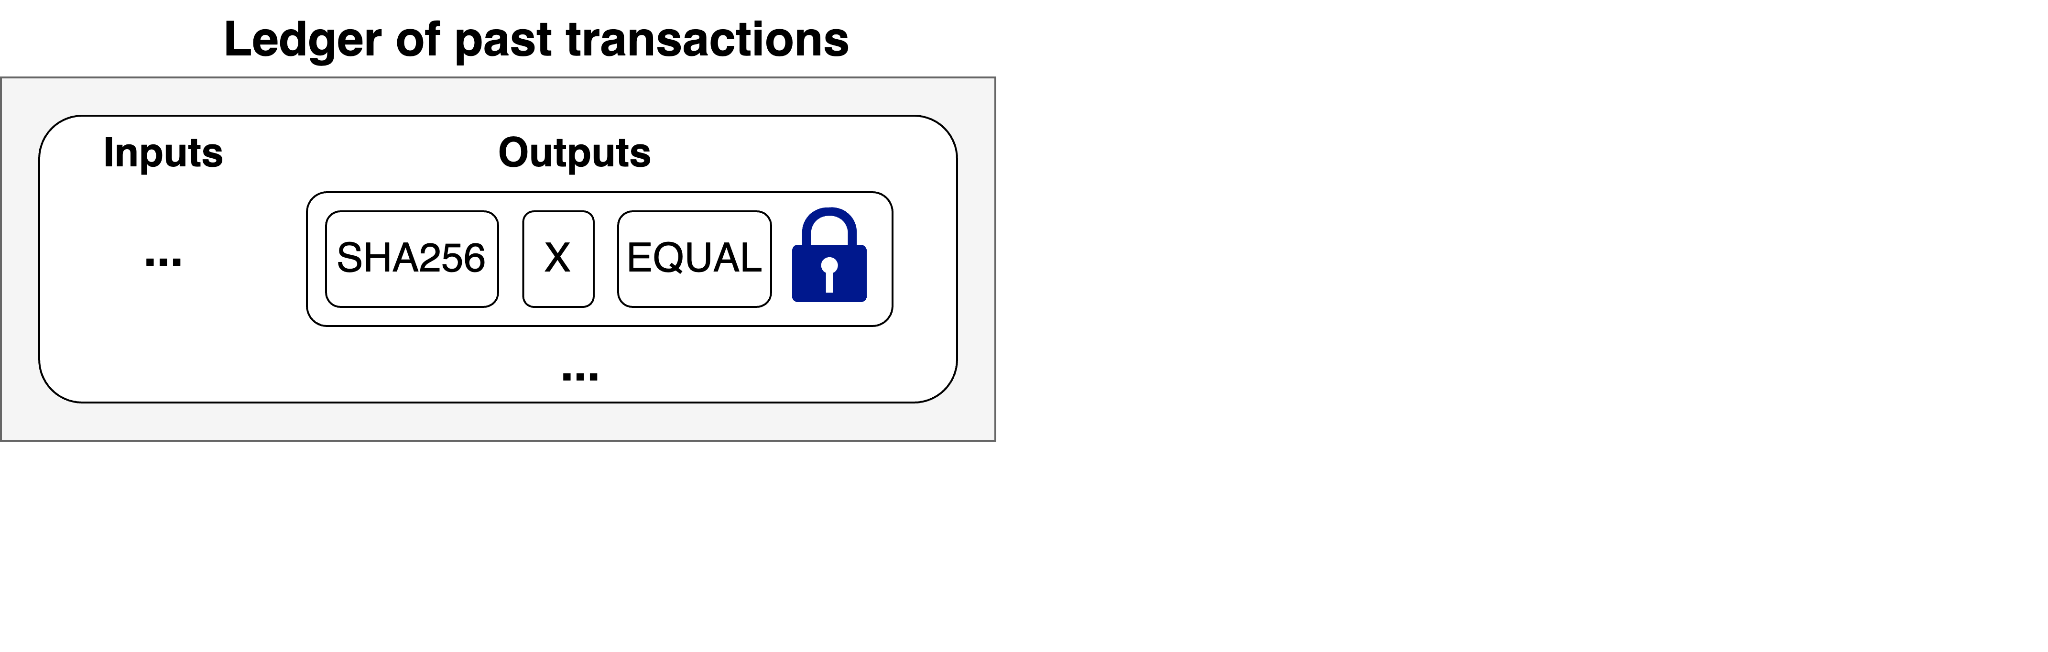 Ledger of past transactions
Inputs Outputs
... SHA256 X EQUAL
...